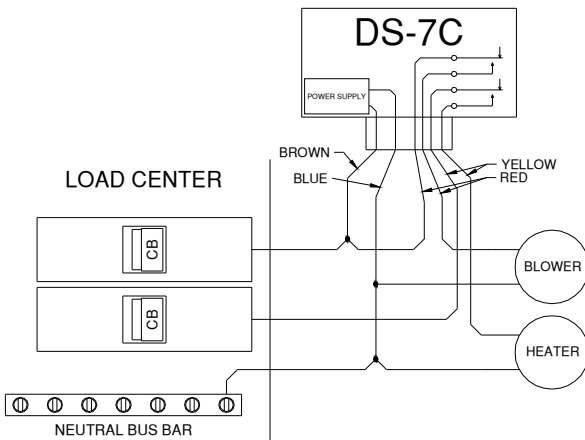 DS-7C
POWER SUPPLY
BROWN
BLUE
YELLOW
RED
LOAD CENTER
CB
BLOWER
CB
HEATER
NEUTRAL BUS BAR